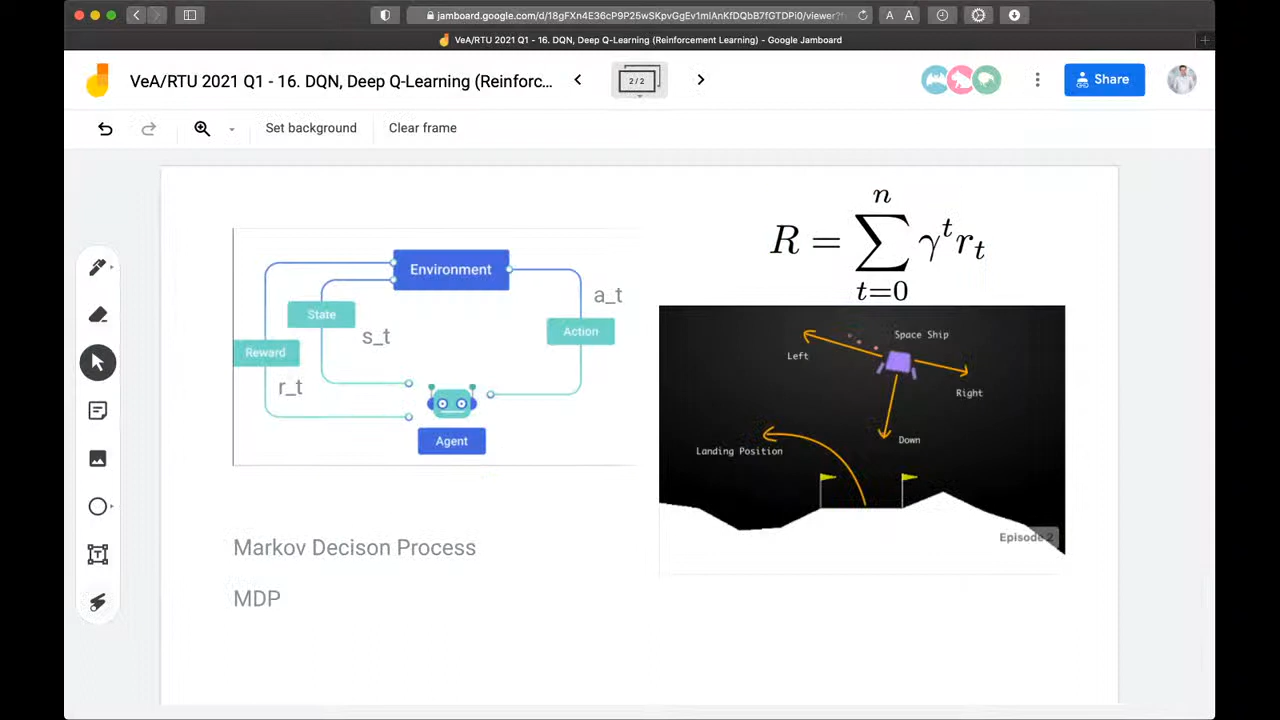 jamboard.google.com/d/18gFXn4E36cP9P25wSKpvGgEv1mlAnKfDQbB7fGTDPi0/viewer?
A A
VeA/RTU 2021 Q1 - 16. DQN, Deep Q-Learning (Reinforcement Learning) - Google Jamboard
VeA/RTU 2021 Q1 - 16. DQN, Deep Q-Learning (Reinforc...
2 / 2
Share
Set background
Clear frame
Environment
State
s_t
Reward
r_t
a_t
Action
Agent
Markov Decison Process
MDP
n
R = ∑ γ^t r_t
t=0
Space Ship
Left
Right
Down
Landing Position
Episode 2